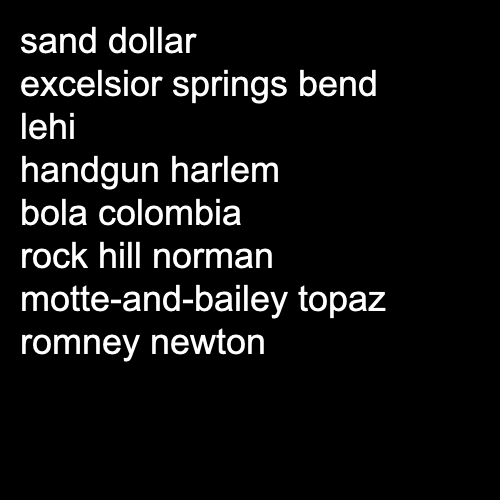 sand dollar
excelsior springs bend
lehi
handgun harlem
bola colombia
rock hill norman
motte-and-bailey topaz
romney newton